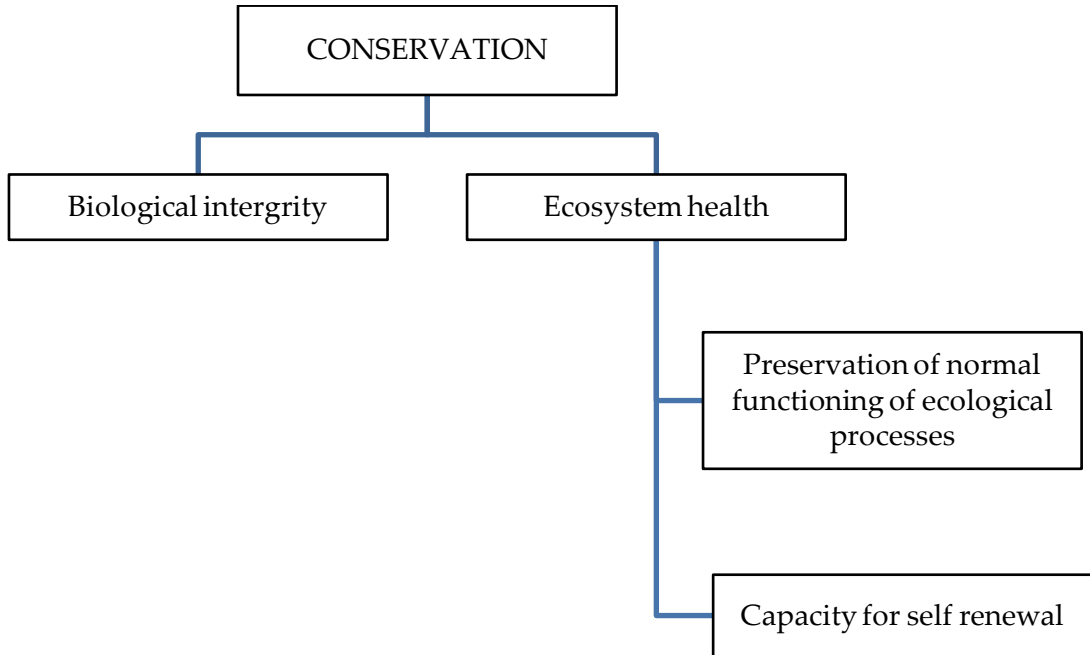 CONSERVATION
Biological intergrity
Ecosystem health
Preservation of normal
functioning of ecological
processes
Capacity for self renewal